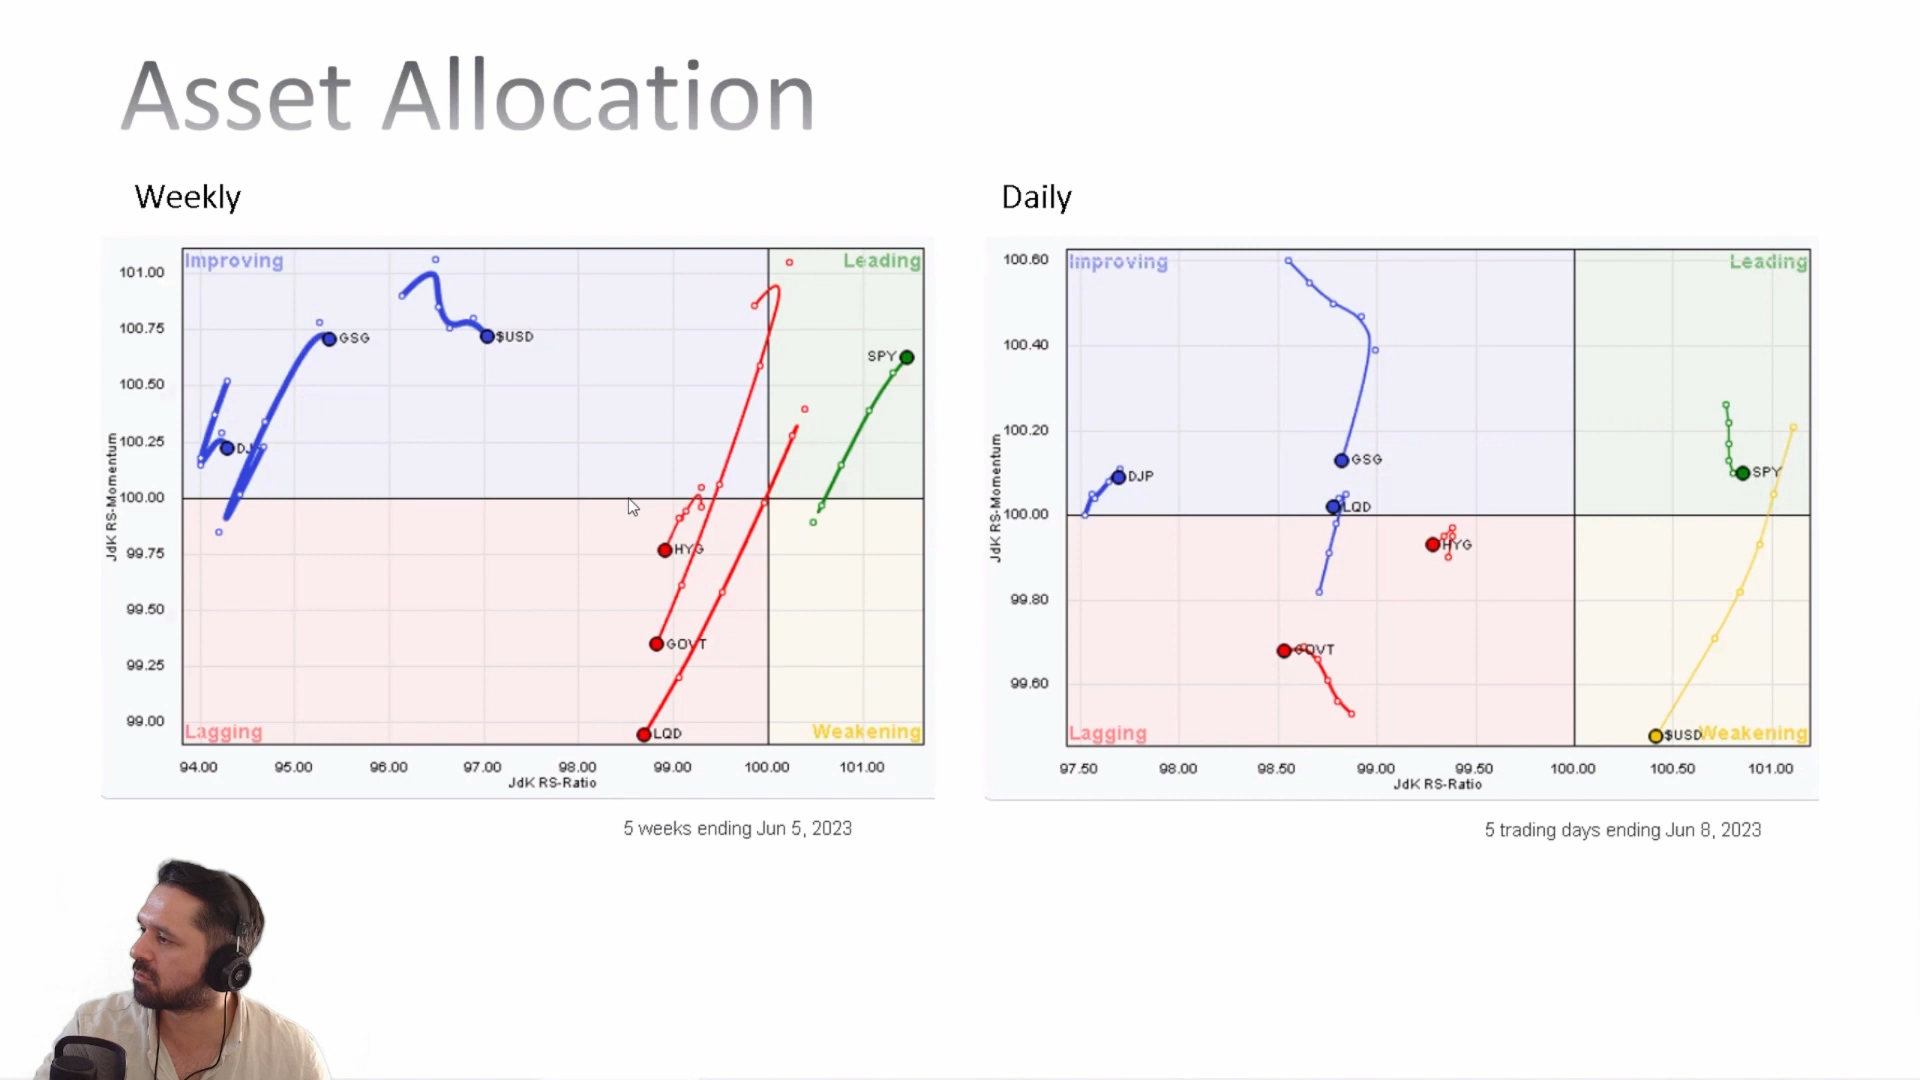 Asset Allocation
Weekly
Improving
Leading
Lagging
Weakening
JdK RS-Momentum
101.00
100.75
100.50
100.25
100.00
99.75
99.50
99.25
99.00
GSG
$USD
SPY
HYG
GOVT
LQD
94.00 95.00 96.00 97.00 98.00 99.00 100.00 101.00
JdK RS-Ratio
5 weeks ending Jun 5, 2023
Daily
Improving
Leading
Lagging
Weakening
JdK RS-Momentum
100.60
100.40
100.20
100.00
99.80
99.60
GSG
DJP
LQD
SPY
HYG
GOVT
$USD
97.50 98.00 98.50 99.00 99.50 100.00 100.50 101.00
JdK RS-Ratio
5 trading days ending Jun 8, 2023